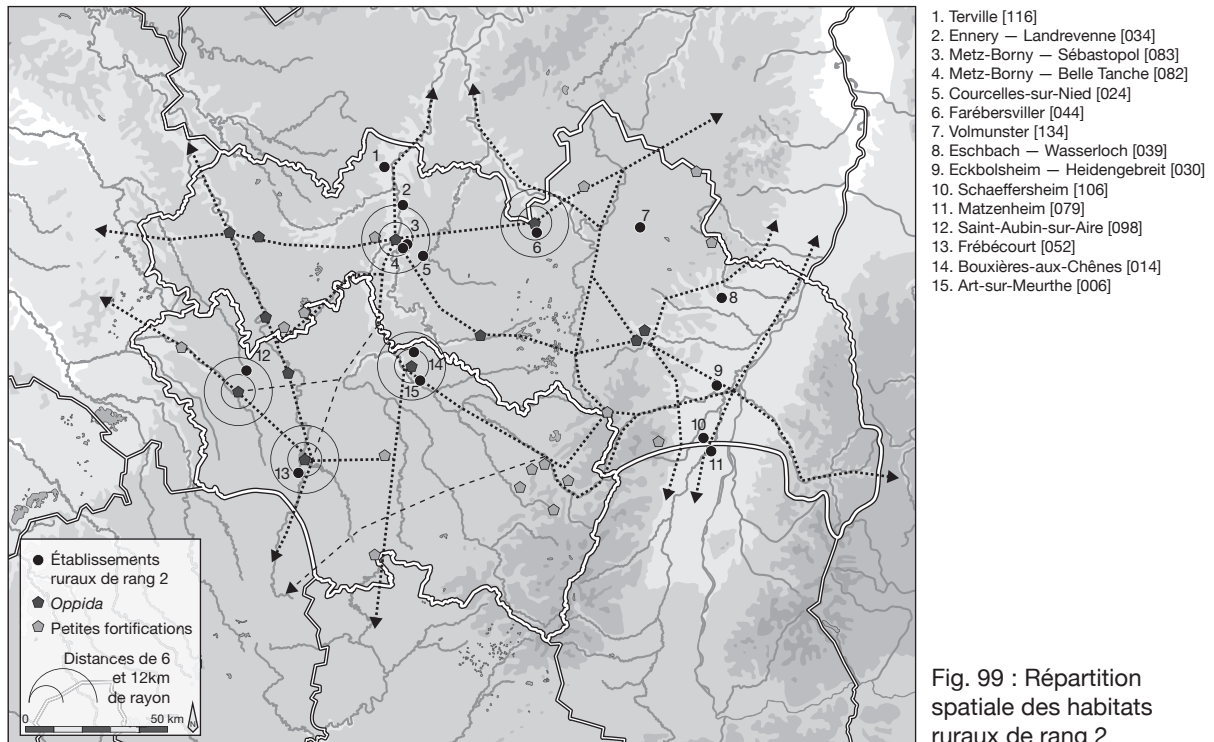 1. Terville [116]
2. Ennery — Landrevenne [034]
3. Metz-Borny — Sébastopol [083]
4. Metz-Borny — Belle Tanche [082]
5. Courcelles-sur-Nied [024]
6. Farébersviller [044]
7. Volmunster [134]
8. Eschbach — Wasserloch [039]
9. Eckbolsheim — Heidengebreit [030]
10. Schaeffersheim [106]
11. Matzenheim [079]
12. Saint-Aubin-sur-Aire [098]
13. Frébécourt [052]
14. Bouxières-aux-Chênes [014]
15. Art-sur-Meurthe [006]
1
2
3
4
5
6
7
8
12
14
15
9
10
11
13
Établissements
ruraux de rang 2
Oppida
Petites fortifications
Distances de 6
et 12km
de rayon
0 50 km
N
Fig. 99 : Répartition
spatiale des habitats
ruraux de rang 2